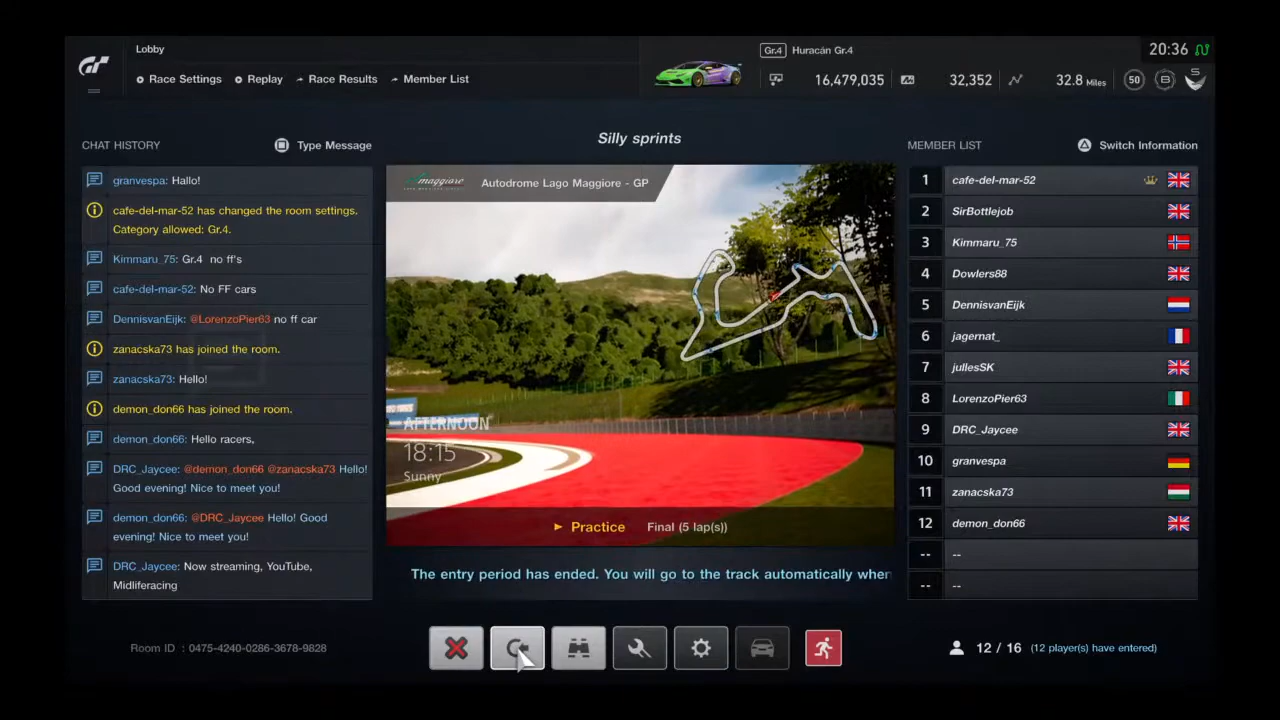 Lobby
Race Settings
Replay
Race Results
Member List
Gr.4
Huracán Gr.4
16,479,035
32,352
32.8 Miles
50
B
S
20:36
CHAT HISTORY
Type Message
granvespa: Hallo!
cafe-del-mar-52 has changed the room settings.
Category allowed: Gr.4.
Kimmaru_75: Gr.4 no ff's
cafe-del-mar-52: No FF cars
DennisvanEijk: @LorenzoPier63 no ff car
zanacska73 has joined the room.
zanacska73: Hello!
demon_don66 has joined the room.
demon_don66: Hello racers,
DRC_Jaycee: @demon_don66 @zanacska73 Hello!
Good evening! Nice to meet you!
demon_don66: @DRC_Jaycee Hello! Good
evening! Nice to meet you!
DRC_Jaycee: Now streaming, YouTube,
Midliferacing
Room ID : 0475-4240-0286-3678-9828
Silly sprints
maggiore
Autodrome Lago Maggiore - GP
AFTERNOON
18:15
Sunny
Practice
Final (5 lap(s))
The entry period has ended. You will go to the track automatically wher
MEMBER LIST
Switch Information
1 cafe-del-mar-52
2 SirBottlejob
3 Kimmaru_75
4 Dowlers88
5 DennisvanEijk
6 jagernat_
7 jullesSK
8 LorenzoPier63
9 DRC_Jaycee
10 granvespa
11 zanacska73
12 demon_don66
-- --
-- --
12 / 16 (12 player(s) have entered)